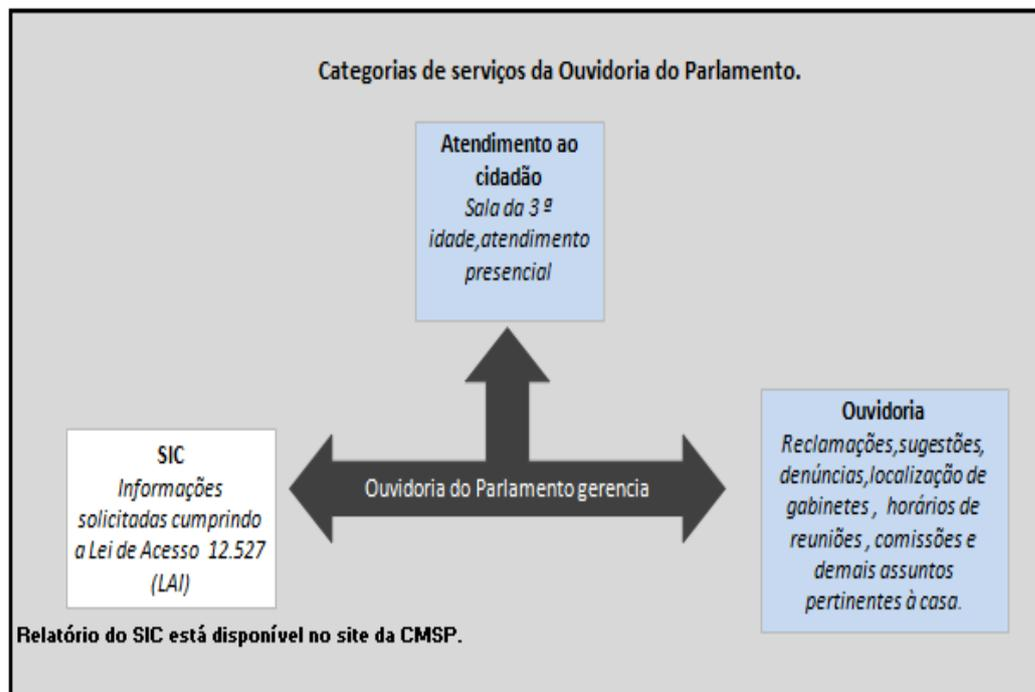 Categorias de serviços da Ouvidoria do Parlamento.
Atendimento ao
cidadão
Sala da 3 ª
idade,atendimento
presencial
Ouvidoria do Parlamento gerencia
SIC
Informações
solicitadas cumprindo
a Lei de Acesso 12.527
(LAI)
Ouvidoria
Reclamações,sugestões,
denúncias,localização de
gabinetes , horários de
reuniões , comissões e
demais assuntos
pertinentes à casa.
Relatório do SIC está disponível no site da CMSP.